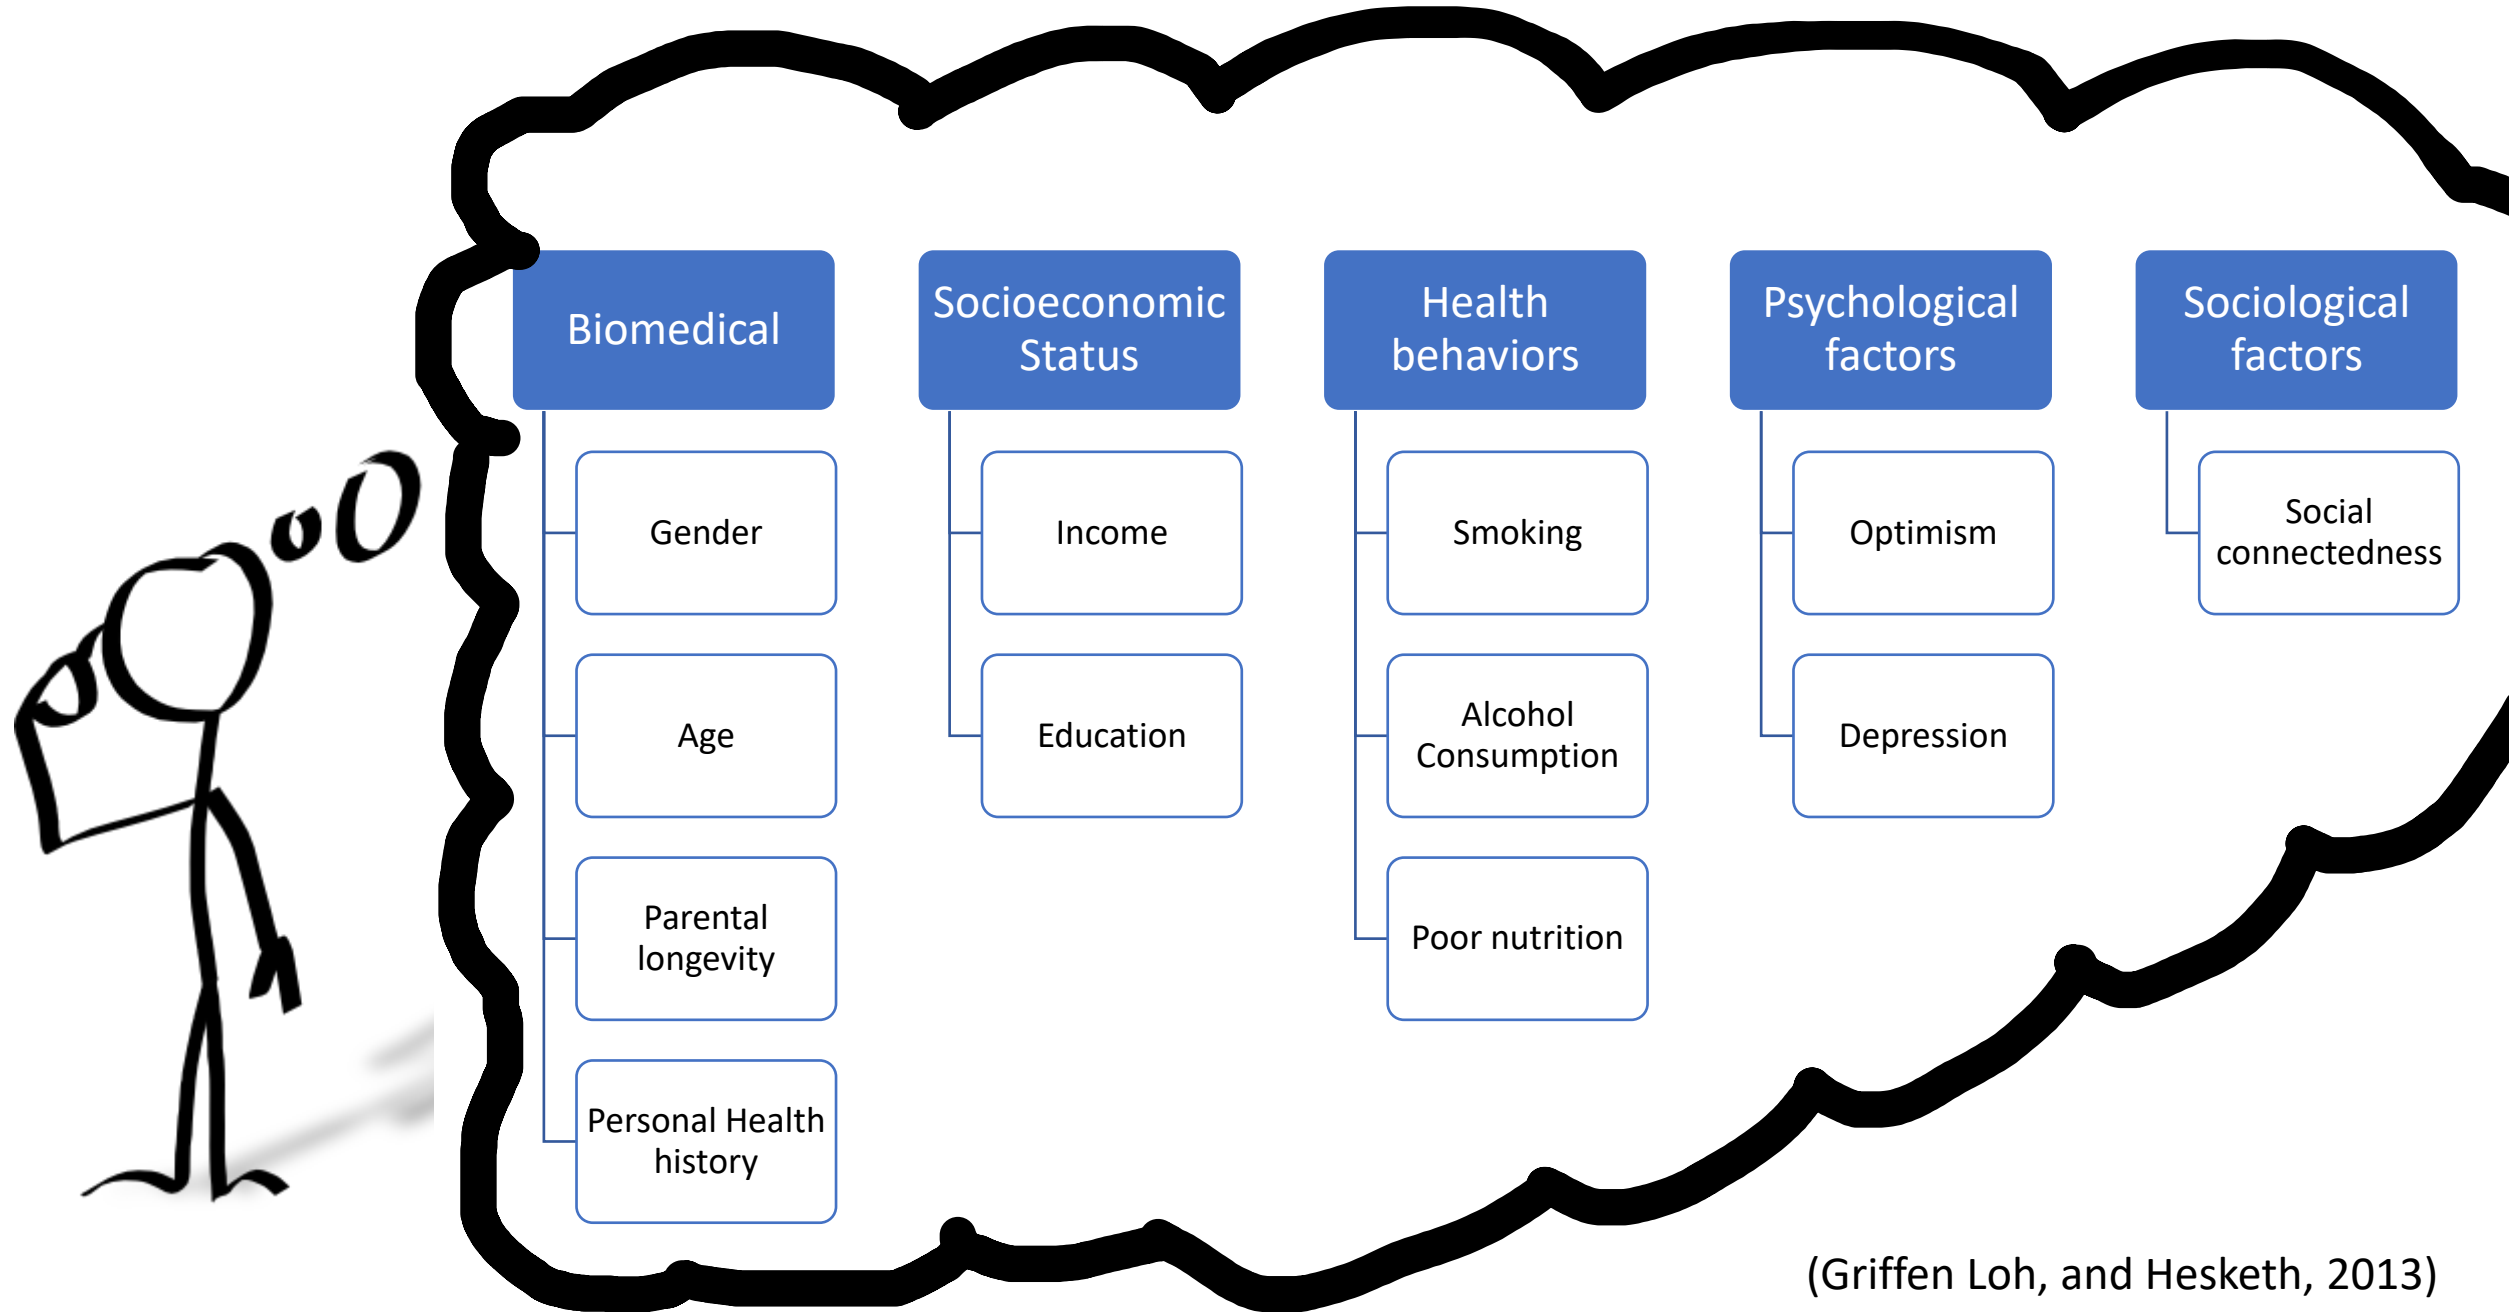 Biomedical
Gender
Age
Parental
longevity
Personal Health
history
Socioeconomic
Status
Income
Education
Health
behaviors
Smoking
Alcohol
Consumption
Poor nutrition
Psychological
factors
Optimism
Depression
Sociological
factors
Social
connectedness
(Griffen Loh, and Hesketh, 2013)